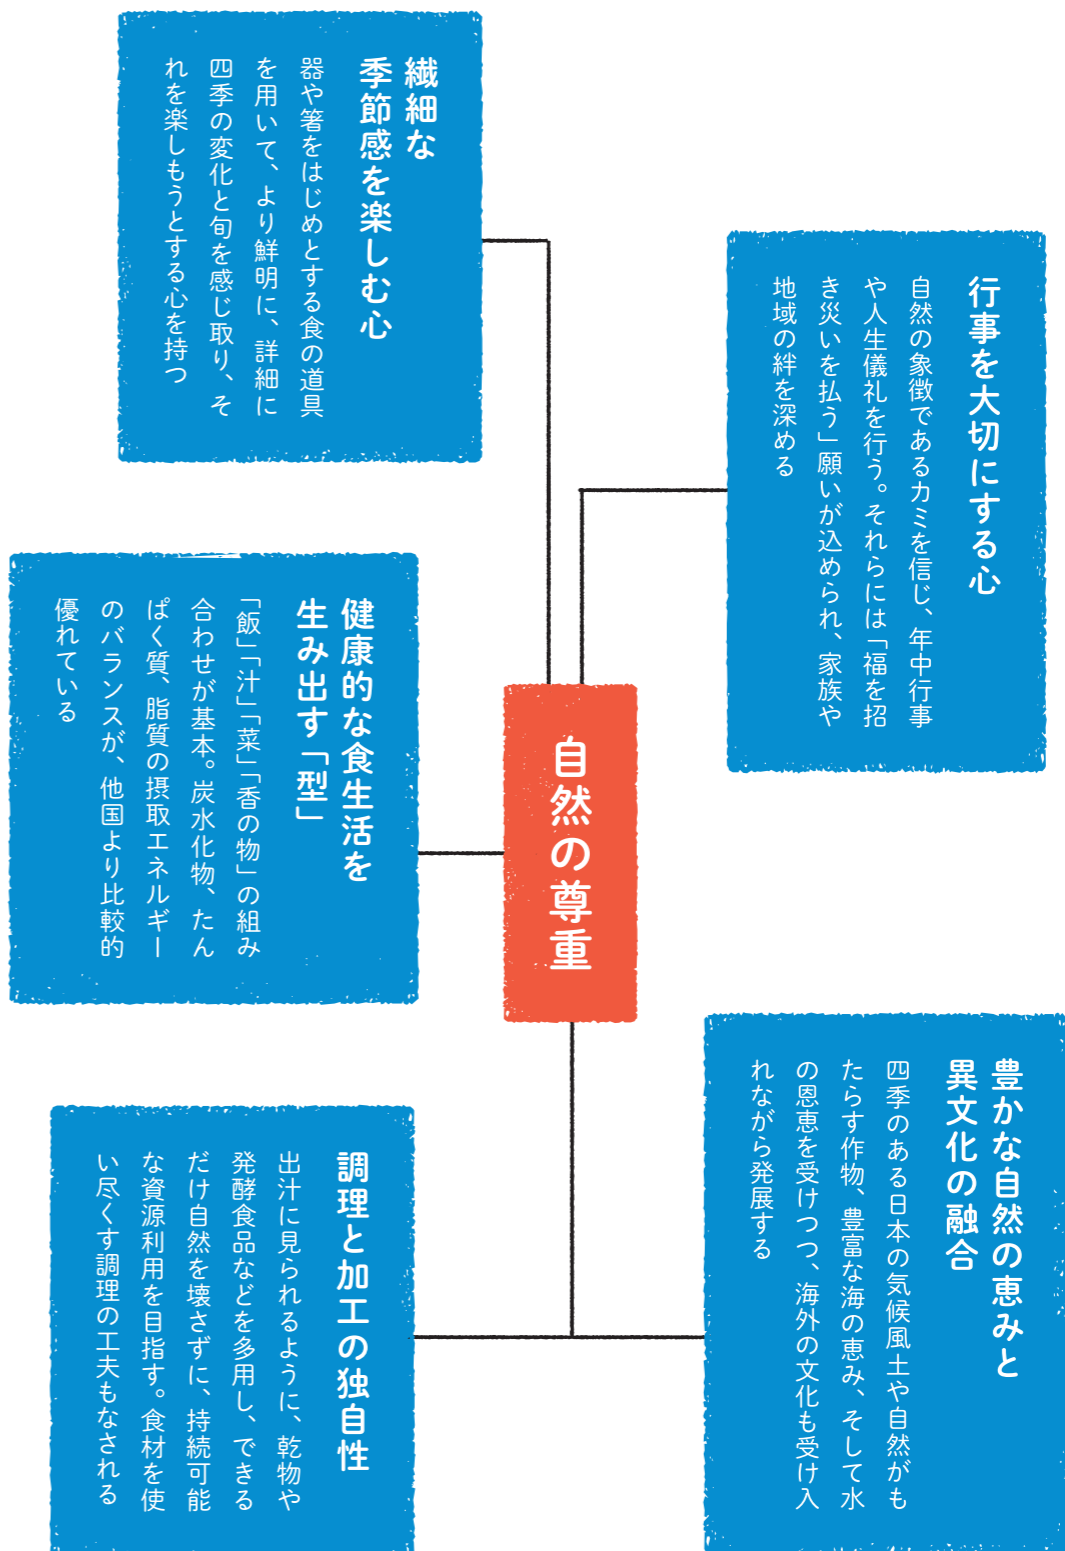 行事を大切にする心
自然の象徴であるカミを信じ、年中行事
や人生儀礼を行う。それらには「福を招
き災いを払う」願いが込められ、家族や
地域の絆を深める
繊細な
季節感を楽しむ心
器や箸をはじめとする食の道具
を用いて、より鮮明に、詳細に
四季の変化と旬を感じ取り、そ
れを楽しもうとする心を持つ
自然の尊重
健康的な食生活を
生み出す「型」
「飯」「汁」「菜」「香の物」の組み
合わせが基本。炭水化物、たん
ぱく質、脂質の摂取エネルギー
のバランスが、他国より比較的
優れている
豊かな自然の恵みと
異文化の融合
四季のある日本の気候風土や自然がも
たらす作物、豊富な海の恵み、そして水
の恩恵を受けつつ、海外の文化も受け入
れながら発展する
調理と加工の独自性
出汁に見られるように、乾物や
発酵食品などを多用し、できる
だけ自然を壊さずに、持続可能
な資源利用を目指す。食材を使
い尽くす調理の工夫もなされる